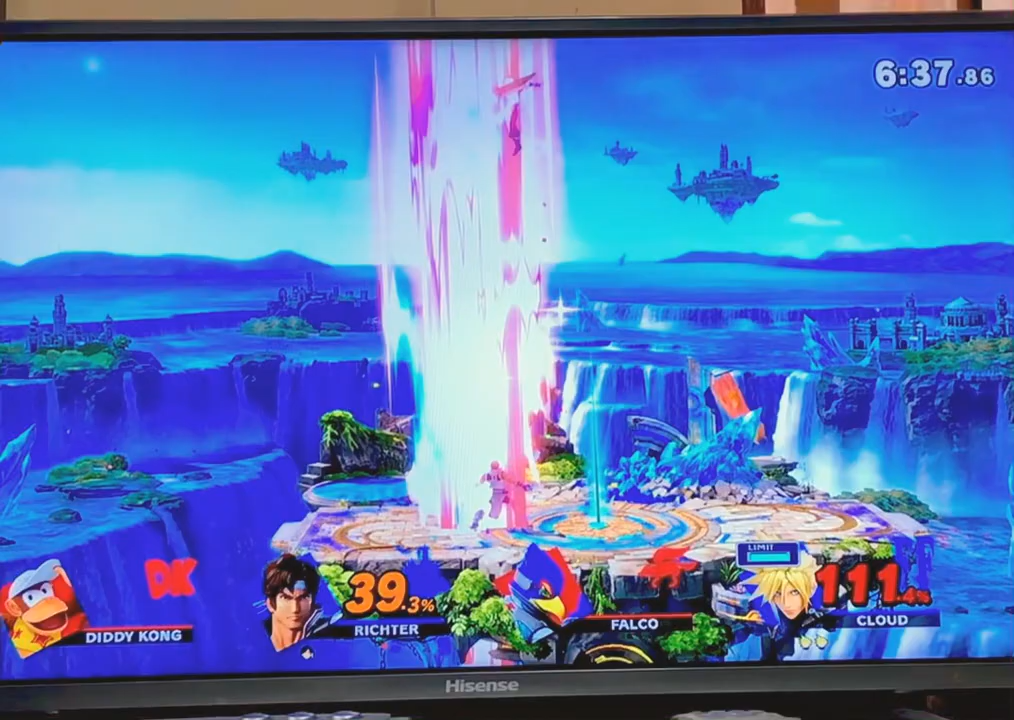 6:37.86
LIMIT
DK
39.3%
111
DIDDY KONG
RICHTER
FALCO
CLOUD
Hisense